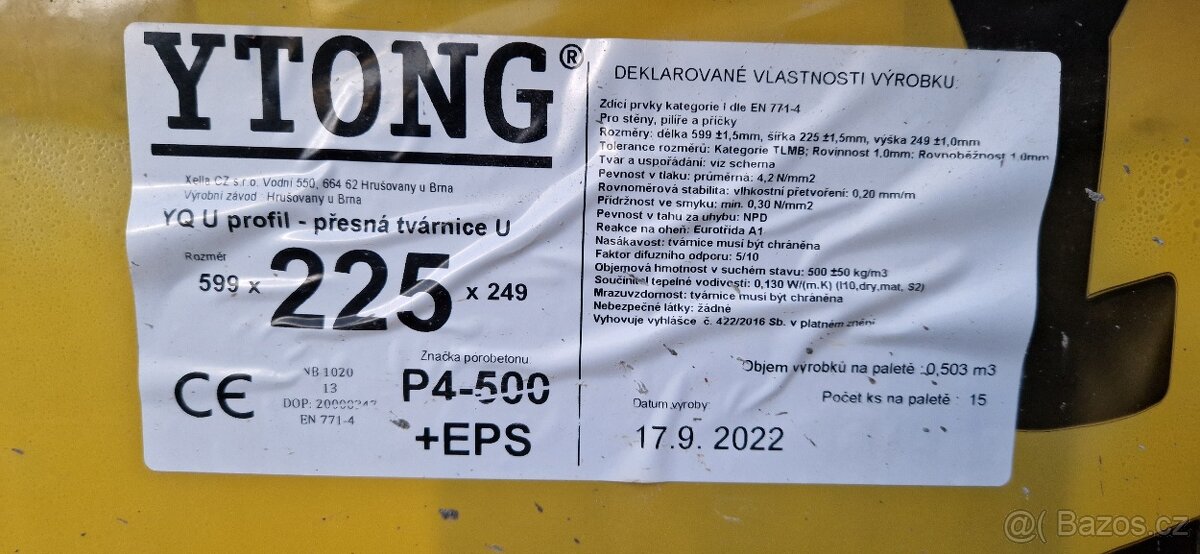 YTONG®
Xella CZ s.r.o. Vodní 550, 664 62 Hrušovany u Brna
Výrobní závod : Hrušovany u Brna
YQ U profil - přesná tvárnice U
Rozměr
599 x 225 x 249
Značka porobetonu
CE
NB 1020
13
DOP: 20000347
EN 771-4
P4-500
+EPS
DEKLAROVANÉ VLASTNOSTI VÝROBKU:
Zdící prvky kategorie I dle EN 771-4
Pro stěny, pilíře a příčky
Rozměry: délka 599 ±1,5mm, šířka 225 ±1,5mm, výška 249 ±1,0mm
Tolerance rozměrů: Kategorie TLMB; Rovinnost 1,0mm; Rovnoběžnost 1,0mm
Tvar a uspořádání: viz schema
Pevnost v tlaku: průměrná: 4,2 N/mm2
Rovnoměrová stabilita: vlhkostní přetvoření: 0,20 mm/m
Přídržnost ve smyku: min. 0,30 N/mm2
Pevnost v tahu za uhybu: NPD
Reakce na oheň: Eurotřída A1
Nasákavost: tvárnice musí být chráněna
Faktor difuzního odporu: 5/10
Objemová hmotnost v suchém stavu: 500 ±50 kg/m3
Součinitel tepelné vodivosti: 0,130 W/(m.K) (l10,dry,mat, S2)
Mrazuvzdornost: tvárnice musí být chráněna
Nebezpečné látky: žádné
Vyhovuje vyhlášce č. 422/2016 Sb. v platném znění
Objem výrobků na paletě : 0,503 m3
Počet ks na paletě : 15
Datum výroby:
17.9. 2022
@( Bazos.cz